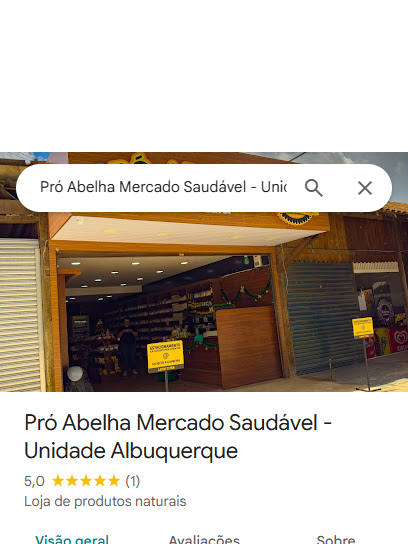 Pró Abelha Mercado Saudável - Unic
ESTACIONAMENTO
Pró Abelha Mercado Saudável -
Unidade Albuquerque
5,0 ★★★★★ (1)
Loja de produtos naturais
Visão geral Avaliações Sobre